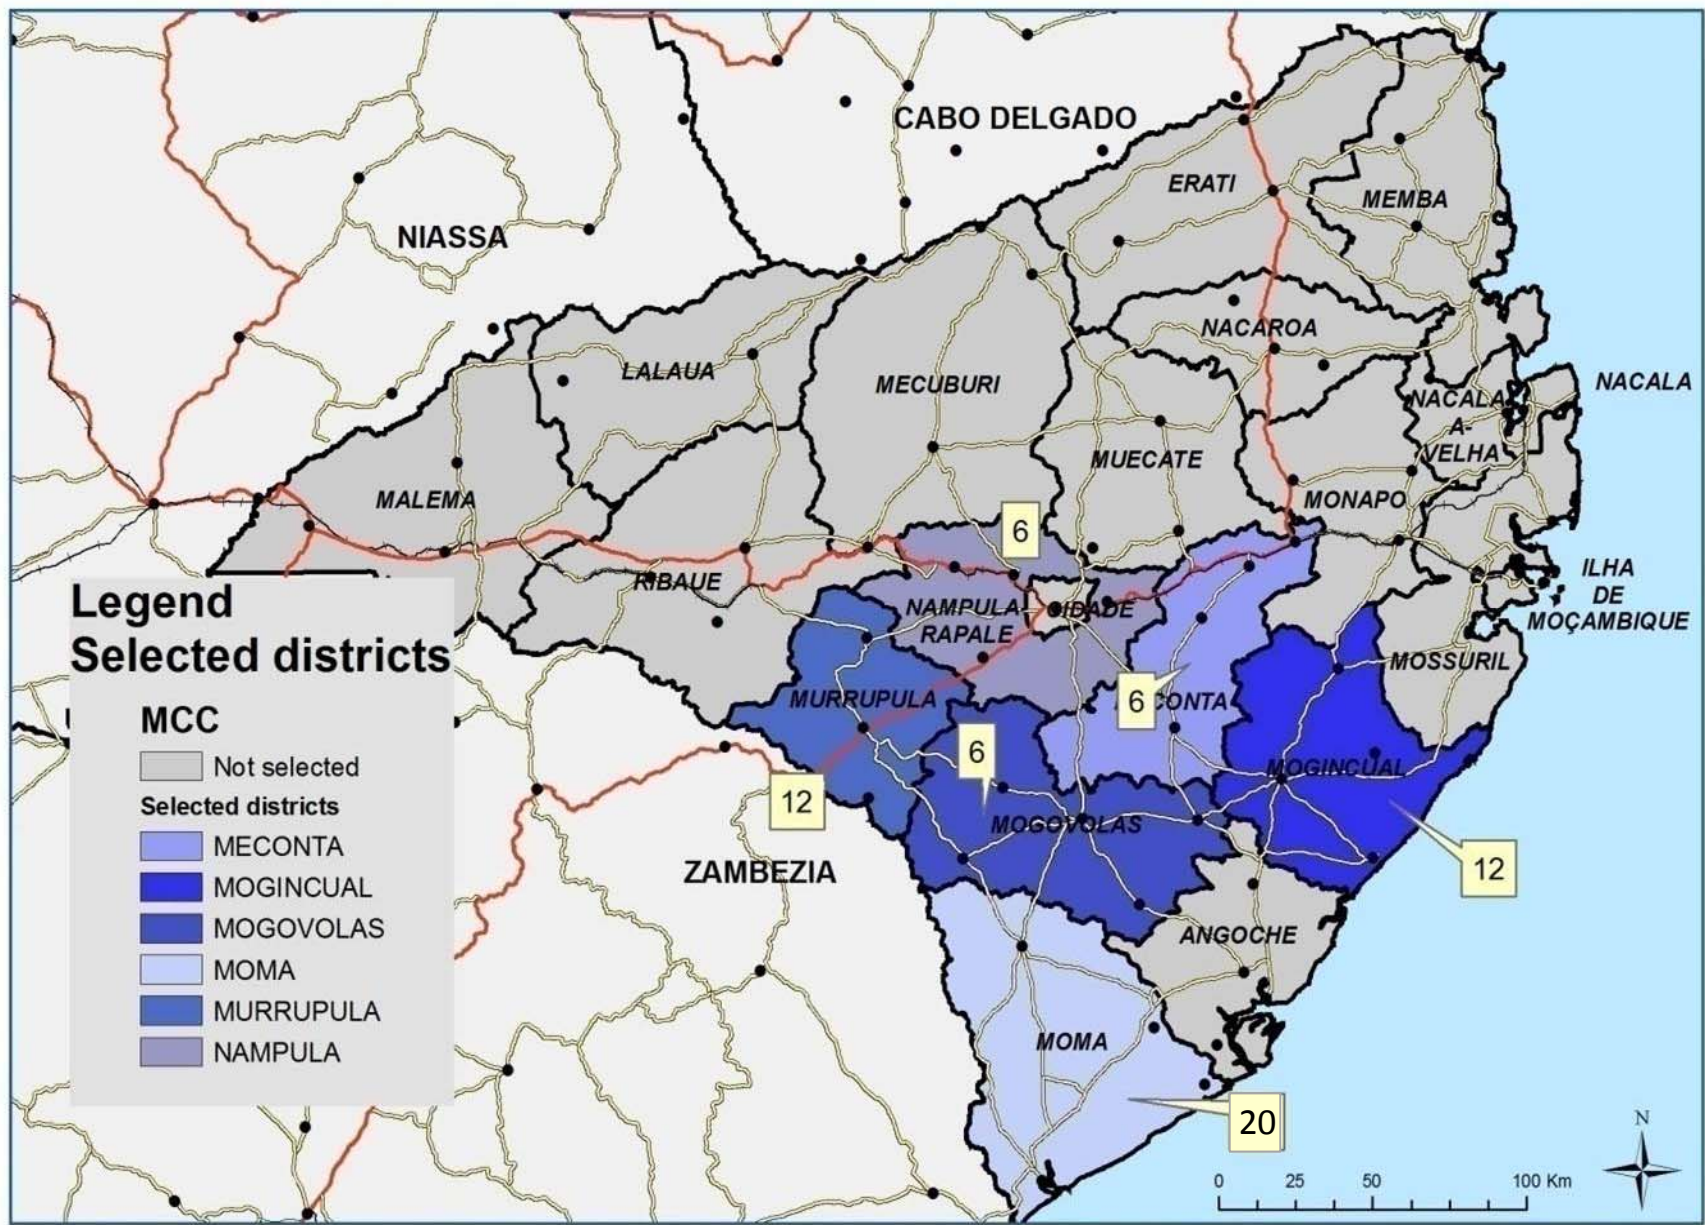 CABO DELGADO
ERATI
MEMBA
NIASSA
NACAROA
LALAUA
MECUBURI
NACALA
NACALA
A-
VELHA
MUECATE
MALEMA
MONAPO
6
ILHA
DE
MOÇAMBIQUE
RIBAUE
NAMPULA
RAPALE
CIDADE
MOSSURIL
MURRUPULA
6
CONTA
6
MOGINCUAL
12
MOGOVOLAS
ZAMBEZIA
12
ANGOCHE
MOMA
20
Legend
Selected districts
MCC
Not selected
Selected districts
MECONTA
MOGINCUAL
MOGOVOLAS
MOMA
MURRUPULA
NAMPULA
N
0 25 50 100 Km